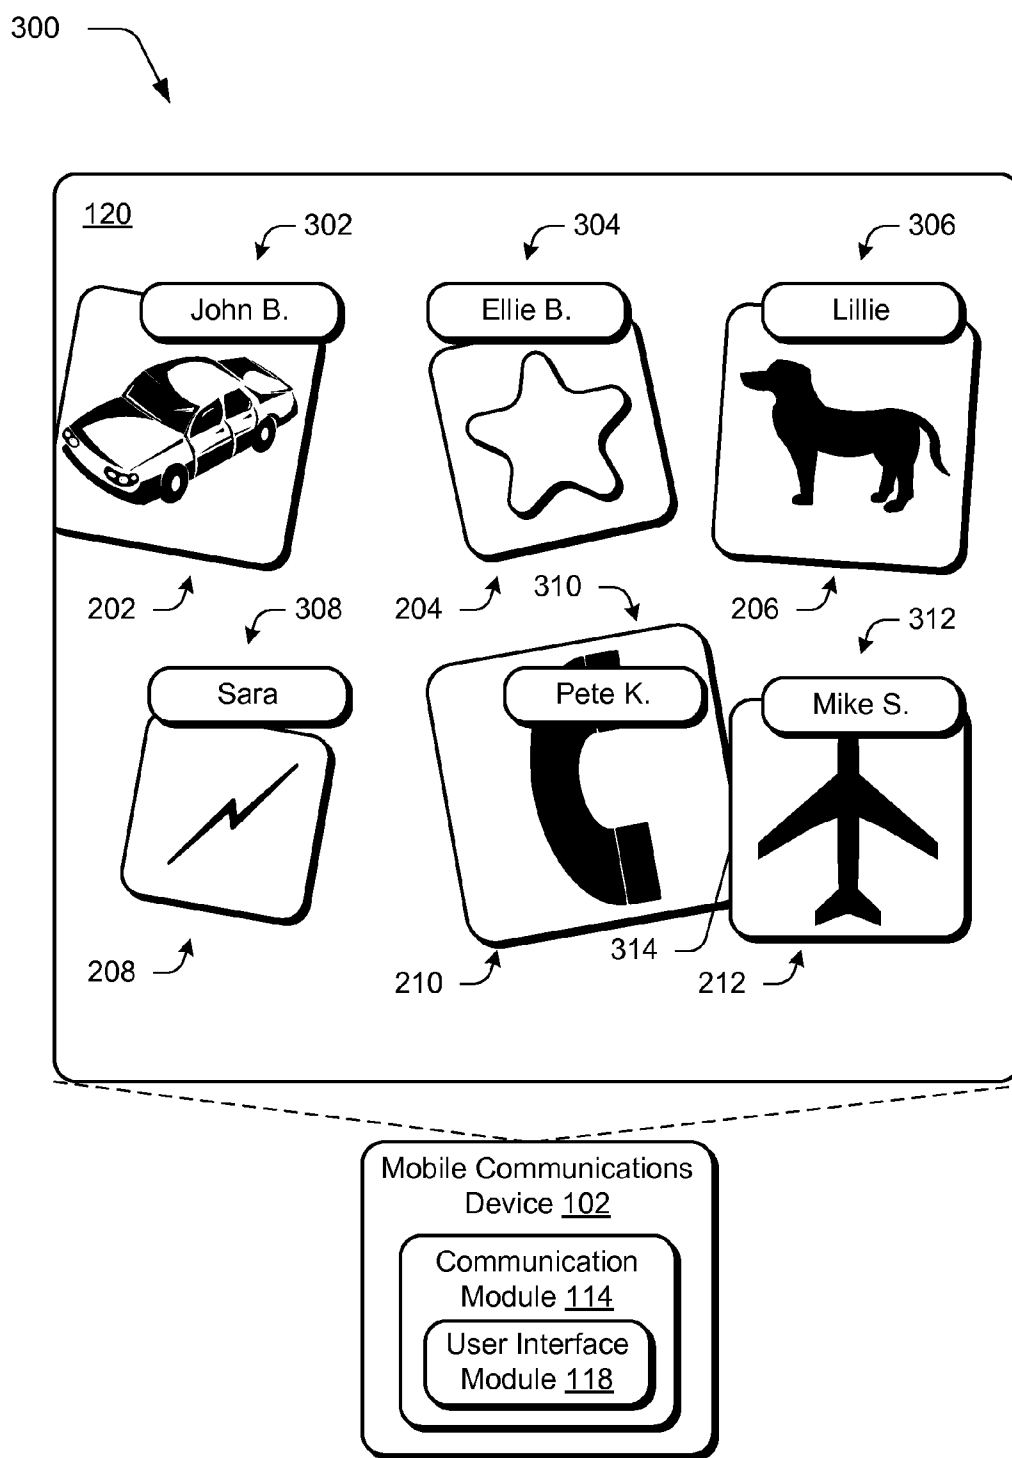 300
120
302
304
306
John B.
Ellie B.
Lillie
202
308
204
310
206
312
Sara
Pete K.
Mike S.
208
210
314
212
Mobile Communications
Device 102
Communication
Module 114
User Interface
Module 118